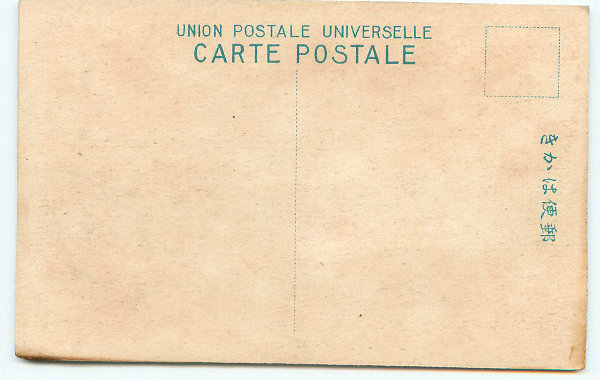 UNION POSTALE UNIVERSELLE
CARTE POSTALE
郵便はかき